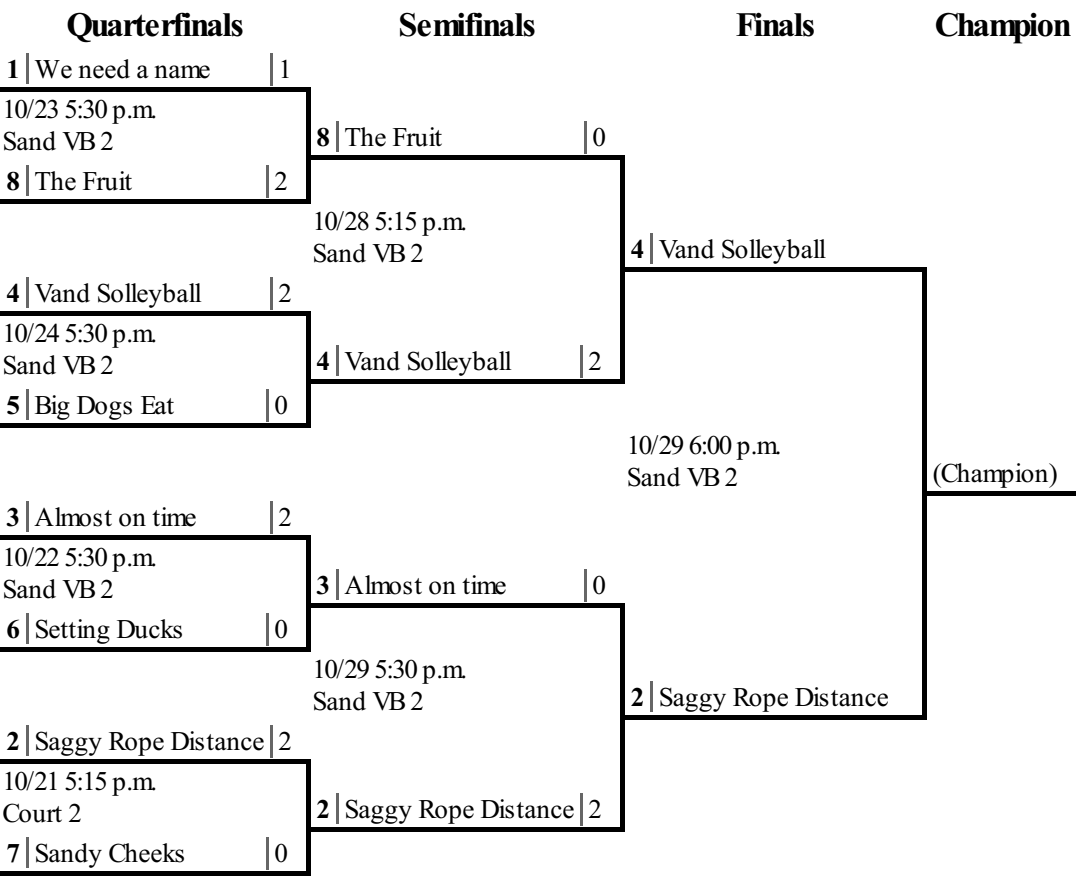 Quarterfinals Semifinals Finals Champion
1 We need a name 1
10/23 5:30 p.m.
Sand VB 2
8 The Fruit 2
4 Vand Solleyball 2
10/24 5:30 p.m.
Sand VB 2
5 Big Dogs Eat 0
3 Almost on time 2
10/22 5:30 p.m.
Sand VB 2
6 Setting Ducks 0
2 Saggy Rope Distance 2
10/21 5:15 p.m.
Court 2
7 Sandy Cheeks 0
8 The Fruit 0
10/28 5:15 p.m.
Sand VB 2
4 Vand Solleyball 2
3 Almost on time 0
10/29 5:30 p.m.
Sand VB 2
2 Saggy Rope Distance 2
4 Vand Solleyball
10/29 6:00 p.m.
Sand VB 2
2 Saggy Rope Distance
(Champion)